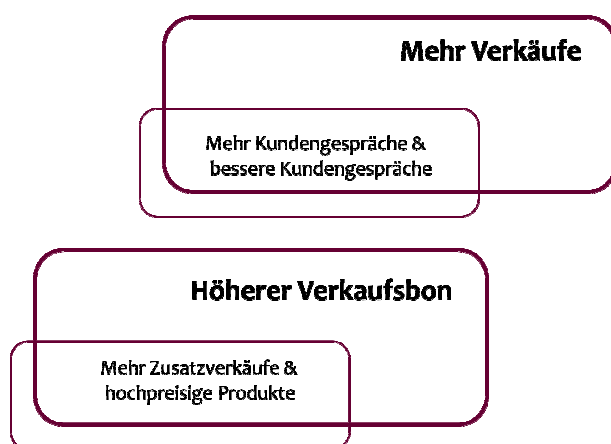 Mehr Verkäufe
Mehr Kundengespräche &
bessere Kundengespräche
Höherer Verkaufsbon
Mehr Zusatzverkäufe &
hochpreisige Produkte